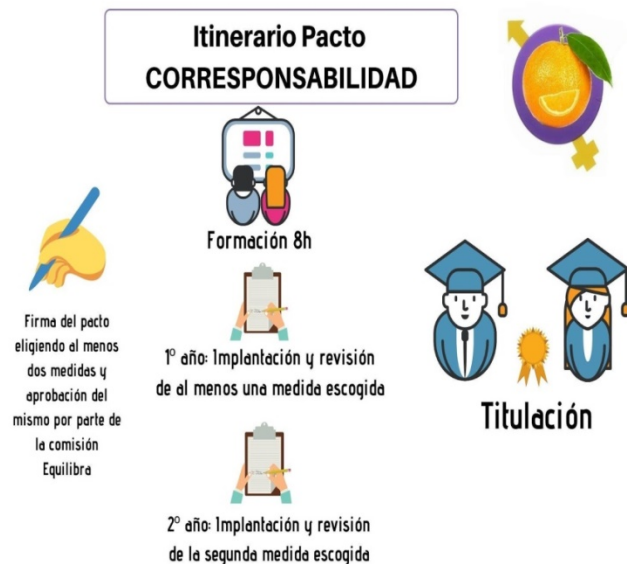 Itinerario Pacto
CORRESPONSABILIDAD
Firma del pacto
eligiendo al menos
dos medidas y
aprobación del
mismo por parte de
la comisión
Equilibra
Formación 8h
1º año: Implantación y revisión
de al menos una medida escogida
2º año: Implantación y revisión
de la segunda medida escogida
Titulación